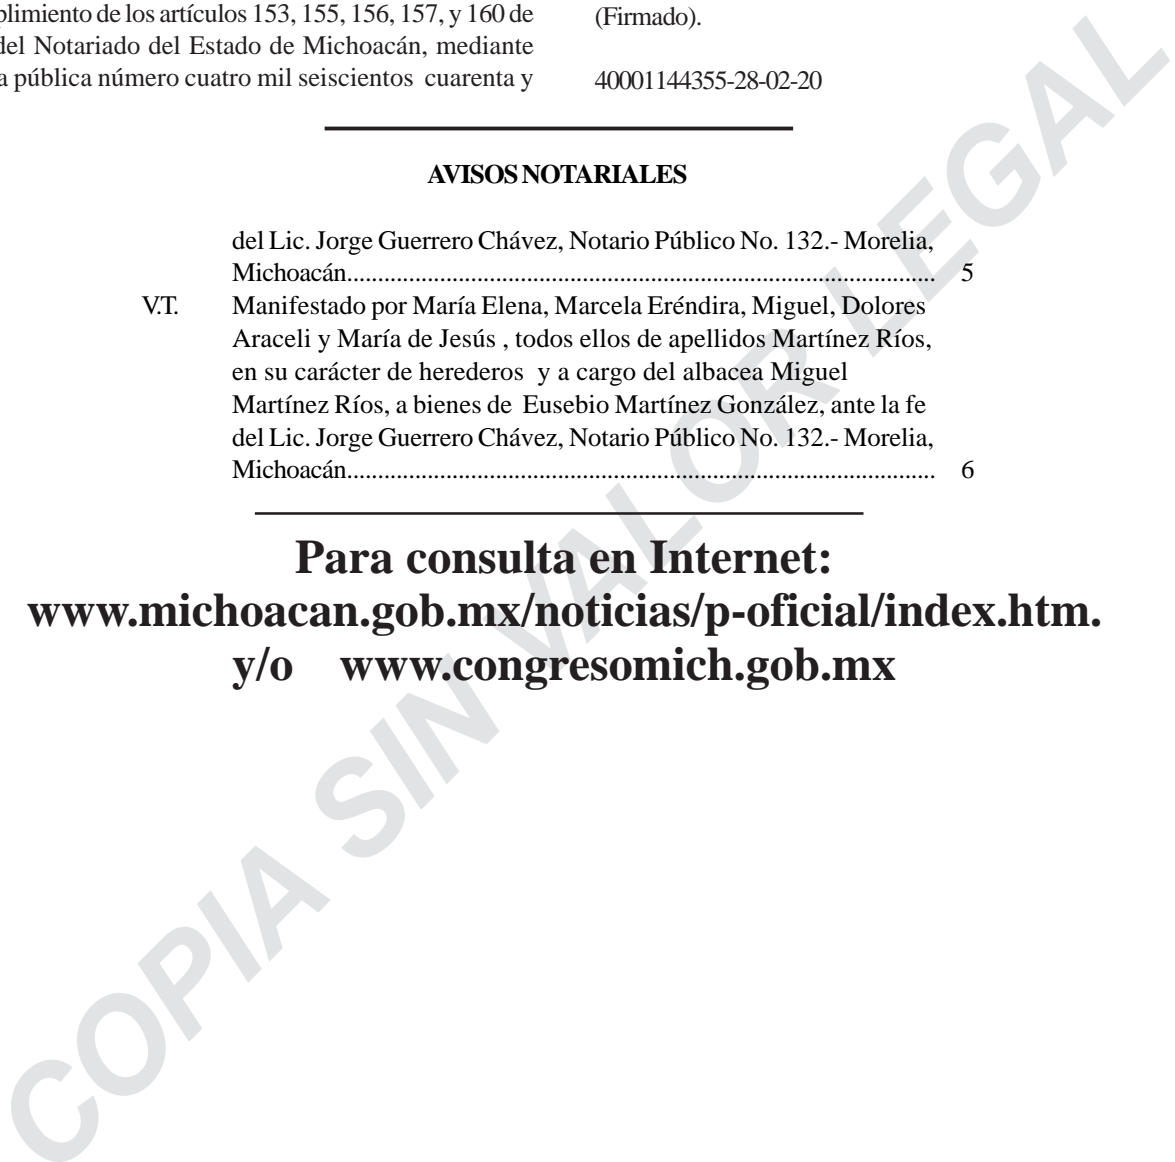 plimiento de los artículos 153, 155, 156, 157, y 160 de
del Notariado del Estado de Michoacán, mediante
a pública número cuatro mil seiscientos cuarenta y
(Firmado).
40001144355-28-02-20
AVISOS NOTARIALES
del Lic. Jorge Guerrero Chávez, Notario Público No. 132.- Morelia,
Michoacán.............................................................................................. 5
V.T. Manifestado por María Elena, Marcela Eréndira, Miguel, Dolores
Araceli y María de Jesús , todos ellos de apellidos Martínez Ríos,
en su carácter de herederos y a cargo del albacea Miguel
Martínez Ríos, a bienes de Eusebio Martínez González, ante la fe
del Lic. Jorge Guerrero Chávez, Notario Público No. 132.- Morelia,
Michoacán.............................................................................................. 6
Para consulta en Internet:
www.michoacan.gob.mx/noticias/p-oficial/index.htm.
y/o www.congresomich.gob.mx
COPIA SIN VALOR LEGAL